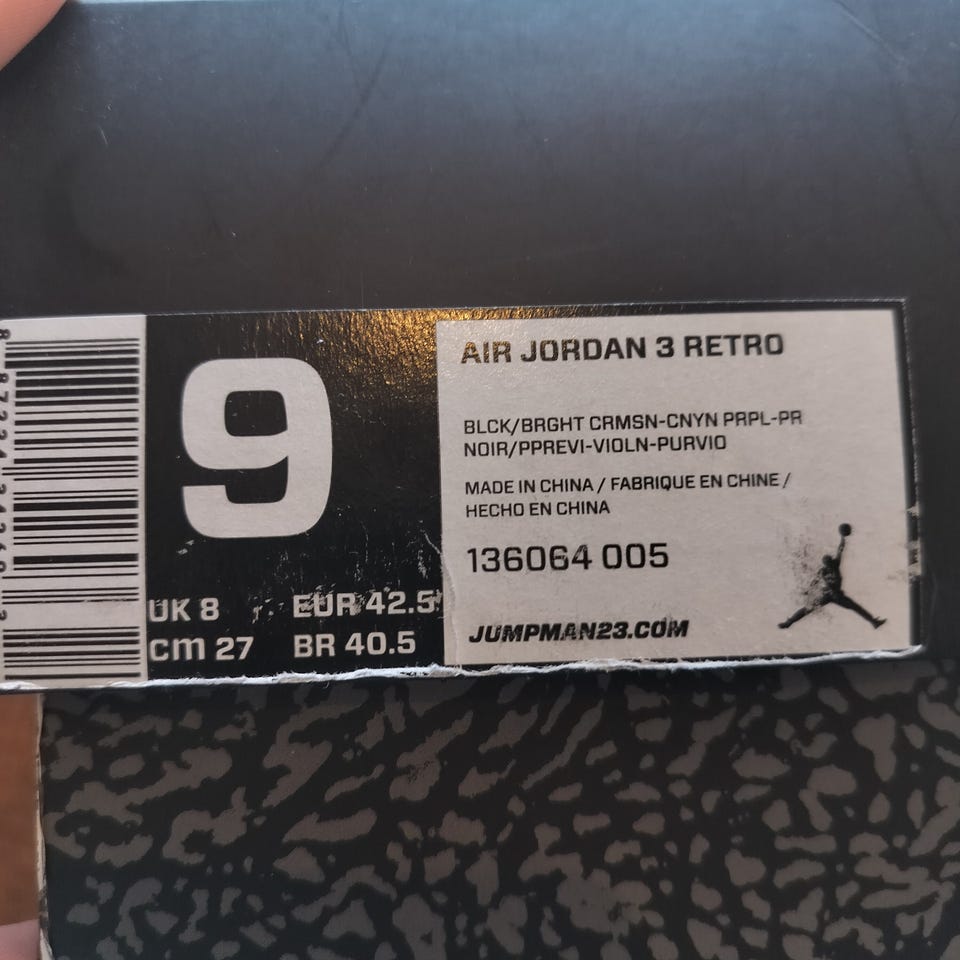 9
UK 8 EUR 42.5
cm 27 BR 40.5
AIR JORDAN 3 RETRO
BLCK/BRGHT CRMSN-CNYN PRPL-PR
NOIR/PPREVI-VIOLN-PURVIO
MADE IN CHINA / FABRIQUE EN CHINE /
HECHO EN CHINA
136064 005
JUMPMAN23.COM